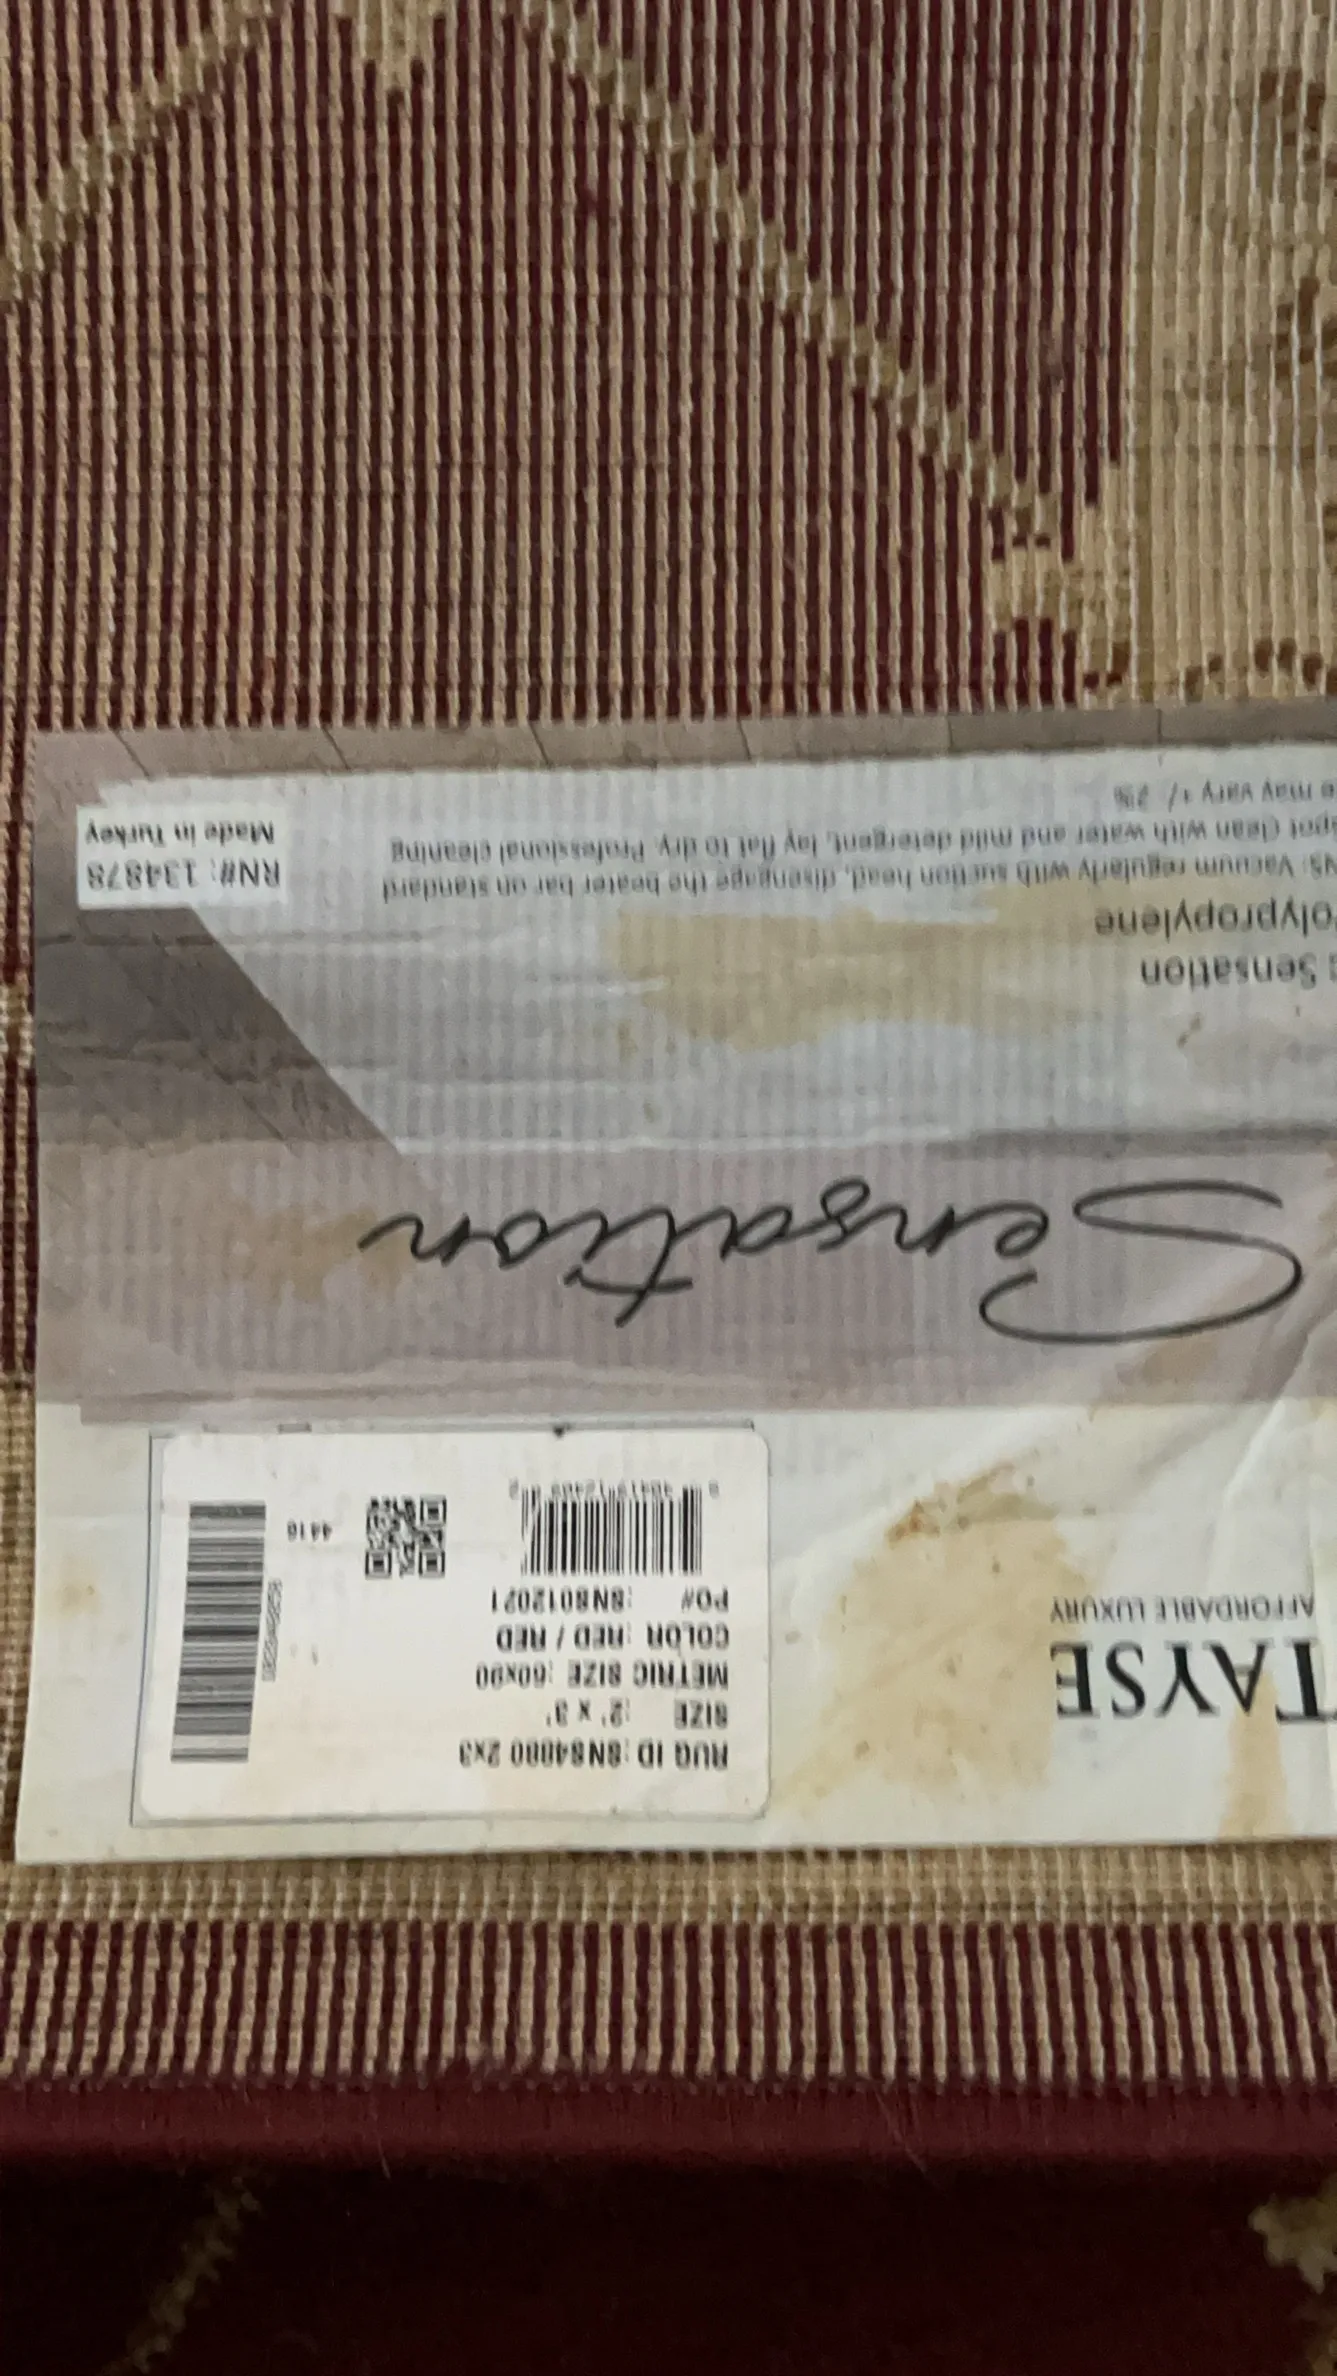 TAYSE
AFFORDABLE LUXURY
RUG ID :SNS4880 2x3
SIZE :2' x 3'
METRIC SIZE :60x90
COLOR :RED / RED
PO# :SNS012021
4416
Sensation
Sensation
olypropylene
NS: Vacuum regularly with suction head, disengage the beater bar on standard
spot clean with water and mild detergent, lay flat to dry. Professional cleaning
e may vary +/- 2%
RN#: 134878
Made in Turkey